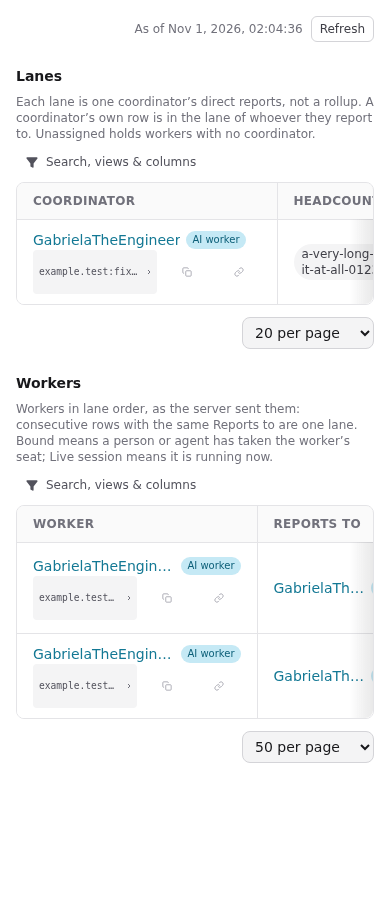 As of Nov 1, 2026, 02:04:36 Refresh
Lanes
Each lane is one coordinator’s direct reports, not a rollup. A
coordinator’s own row is in the lane of whoever they report
to. Unassigned holds workers with no coordinator.
Search, views & columns
COORDINATOR HEADCOUNT
GabrielaTheEngineer AI worker
example.test:fix… ›
a-very-long-
it-at-all-012
20 per page
Workers
Workers in lane order, as the server sent them:
consecutive rows with the same Reports to are one lane.
Bound means a person or agent has taken the worker’s
seat; Live session means it is running now.
Search, views & columns
WORKER REPORTS TO
GabrielaTheEngin… AI worker
example.test… ›
GabrielaTh…
GabrielaTheEngin… AI worker
example.test… ›
GabrielaTh…
50 per page